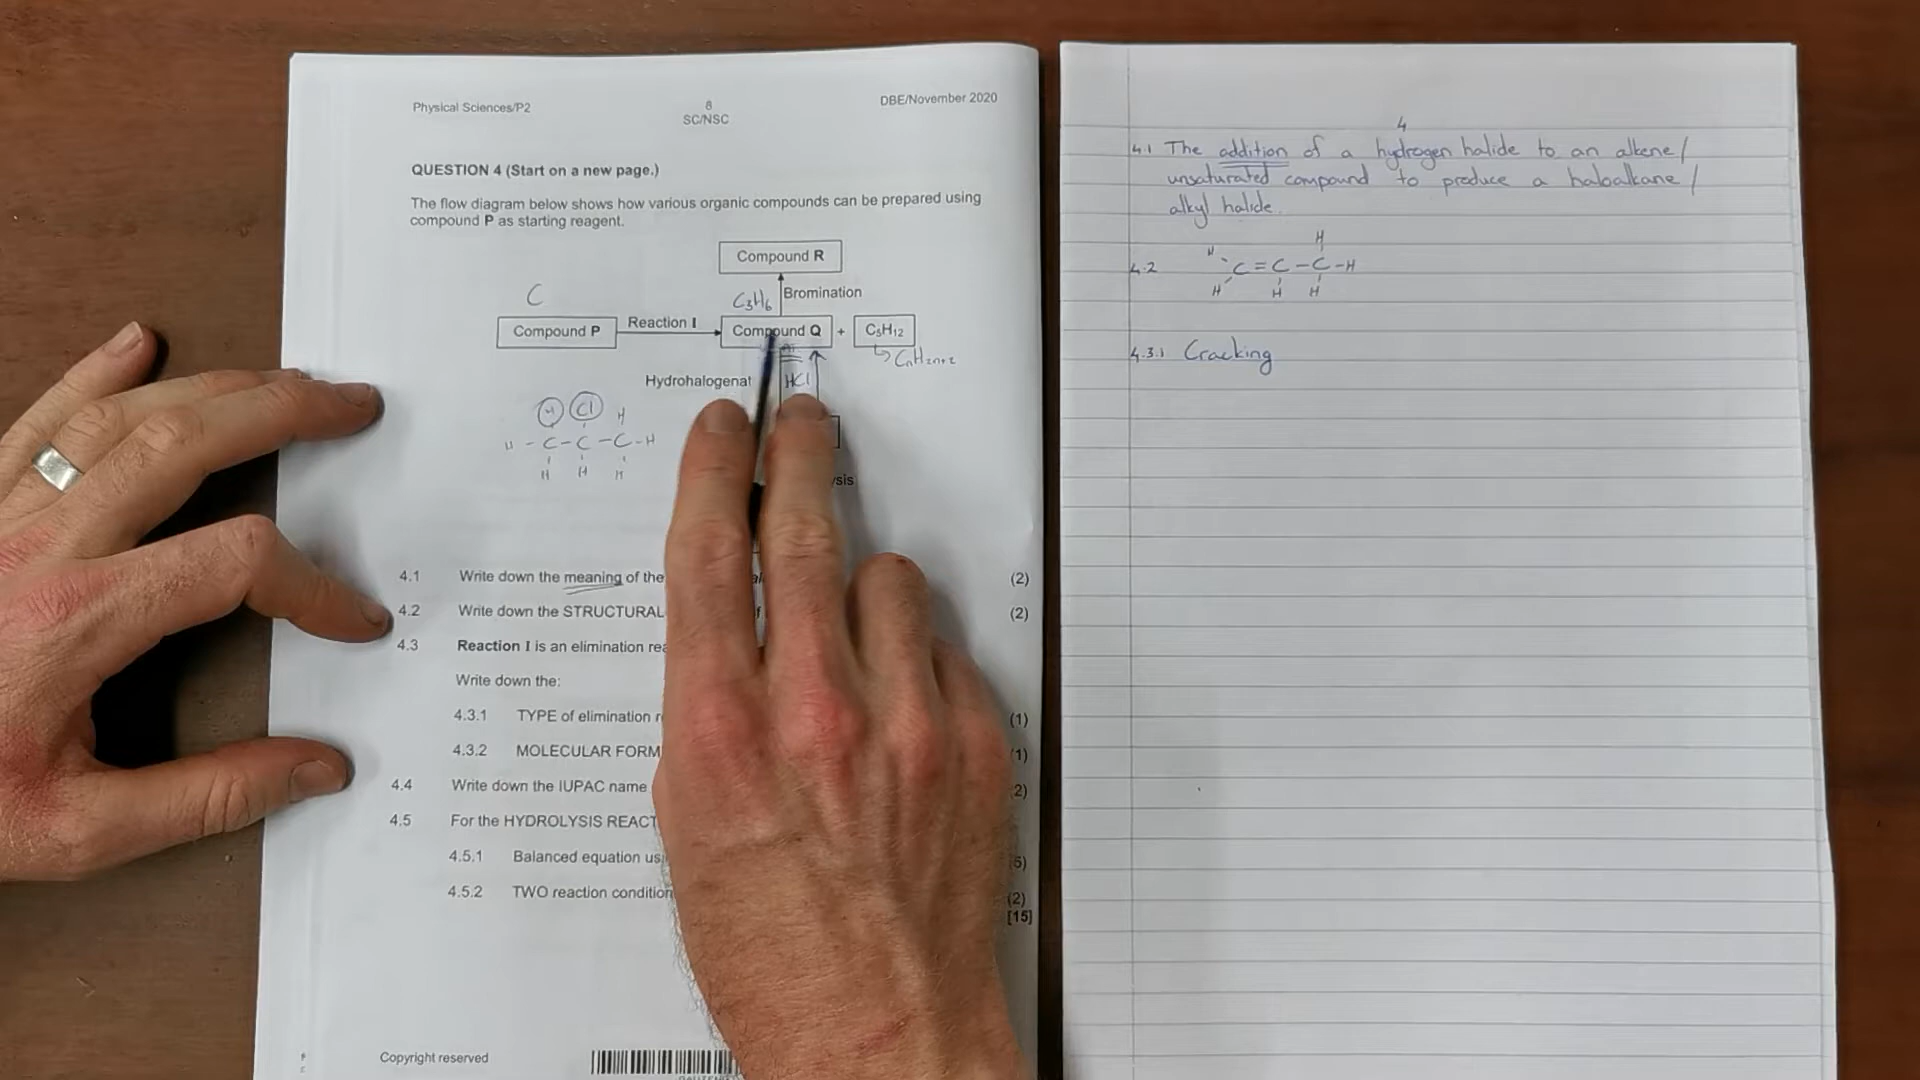 Physical Sciences/P2
8
SC/NSC
DBE/November 2020
QUESTION 4 (Start on a new page.)
The flow diagram below shows how various organic compounds can be prepared using
compound P as starting reagent.
Compound R
C
C3H6
Bromination
Compound P
Reaction I
Compound Q
+
C5H12
CnH2n+2
Hydrohalogenat
HCl
H Cl H
H - C - C - C - H
H H H
ysis
4.1 Write down the meaning of the (2)
4.2 Write down the STRUCTURAL f (2)
4.3 Reaction I is an elimination rea
Write down the:
4.3.1 TYPE of elimination r (1)
4.3.2 MOLECULAR FORM 1)
4.4 Write down the IUPAC name 2)
4.5 For the HYDROLYSIS REACT
4.5.1 Balanced equation us 5)
4.5.2 TWO reaction condition (2)
[15]
Copyright reserved
4
4.1 The addition of a hydrogen halide to an alkene/
unsaturated compound to produce a haloalkane/
alkyl halide.
H H
4.2 C = C - C - H
H H H
4.3.1 Cracking